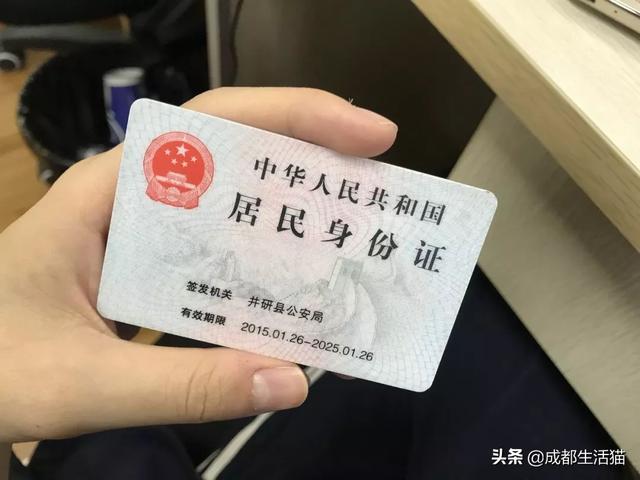 中华人民共和国
居民身份证
签发机关 井研县公安局
有效期限 2015.01.26-2025.01.26
头条 @成都生活猫